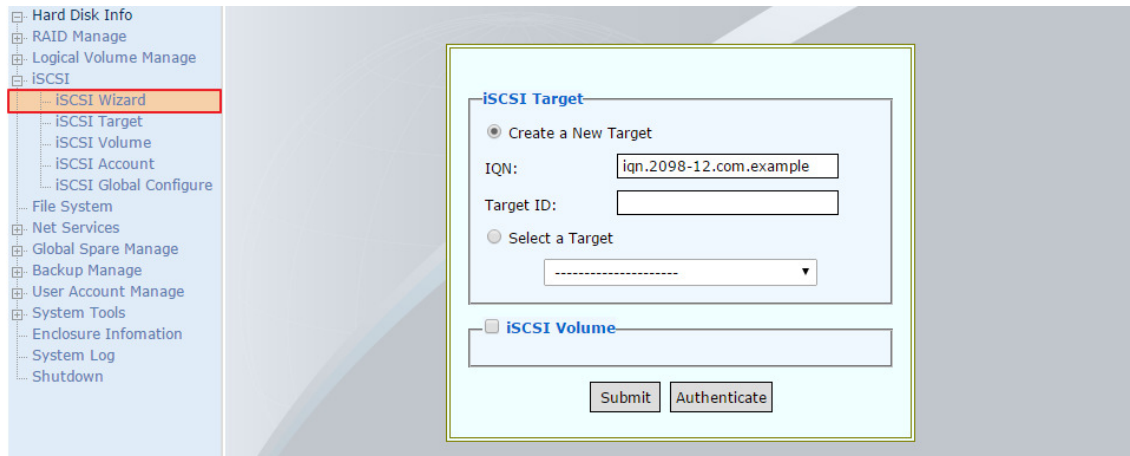 Hard Disk Info
RAID Manage
Logical Volume Manage
iSCSI
iSCSI Wizard
iSCSI Target
iSCSI Volume
iSCSI Account
iSCSI Global Configure
File System
Net Services
Global Spare Manage
Backup Manage
User Account Manage
System Tools
Enclosure Infomation
System Log
Shutdown
iSCSI Target
Create a New Target
IQN: iqn.2098-12.com.example
Target ID:
Select a Target
---------------------
iSCSI Volume
Submit Authenticate